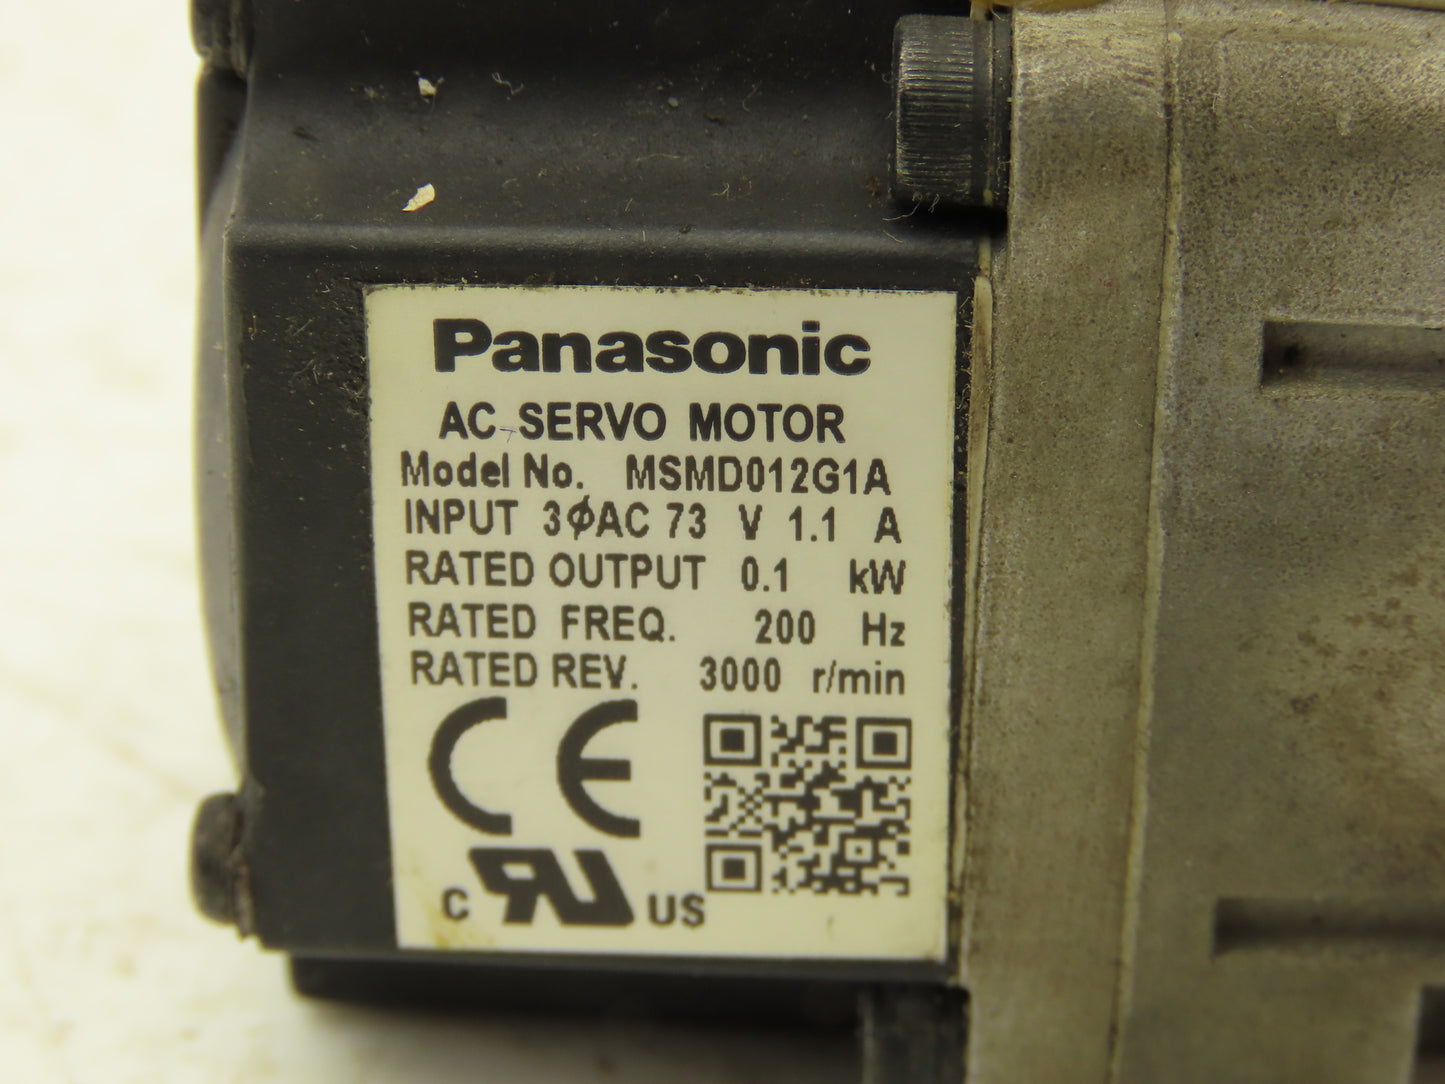 Panasonic
AC SERVO MOTOR
Model No. MSMD012G1A
INPUT 3ϕAC 73 V 1.1 A
RATED OUTPUT 0.1 kW
RATED FREQ. 200 Hz
RATED REV. 3000 r/min
CE
C RU US